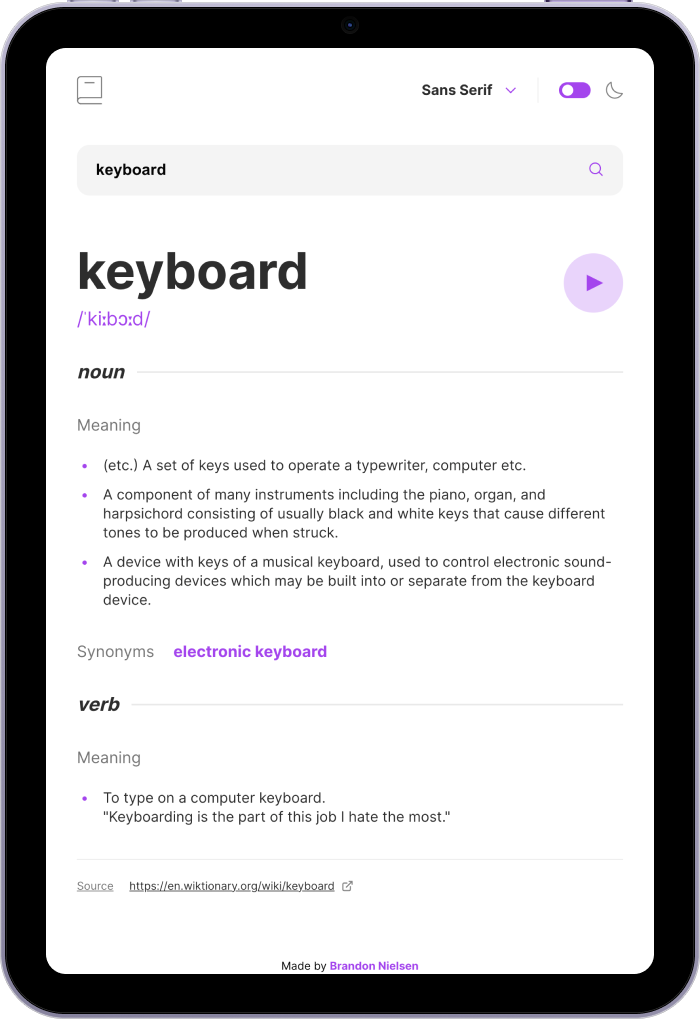 Sans Serif
keyboard
keyboard
/ˈkiːbɔːd/
noun
Meaning
(etc.) A set of keys used to operate a typewriter, computer etc.
A component of many instruments including the piano, organ, and
harpsichord consisting of usually black and white keys that cause different
tones to be produced when struck.
A device with keys of a musical keyboard, used to control electronic sound-
producing devices which may be built into or separate from the keyboard
device.
Synonyms electronic keyboard
verb
Meaning
To type on a computer keyboard.
"Keyboarding is the part of this job I hate the most."
Source https://en.wiktionary.org/wiki/keyboard
Made by Brandon Nielsen